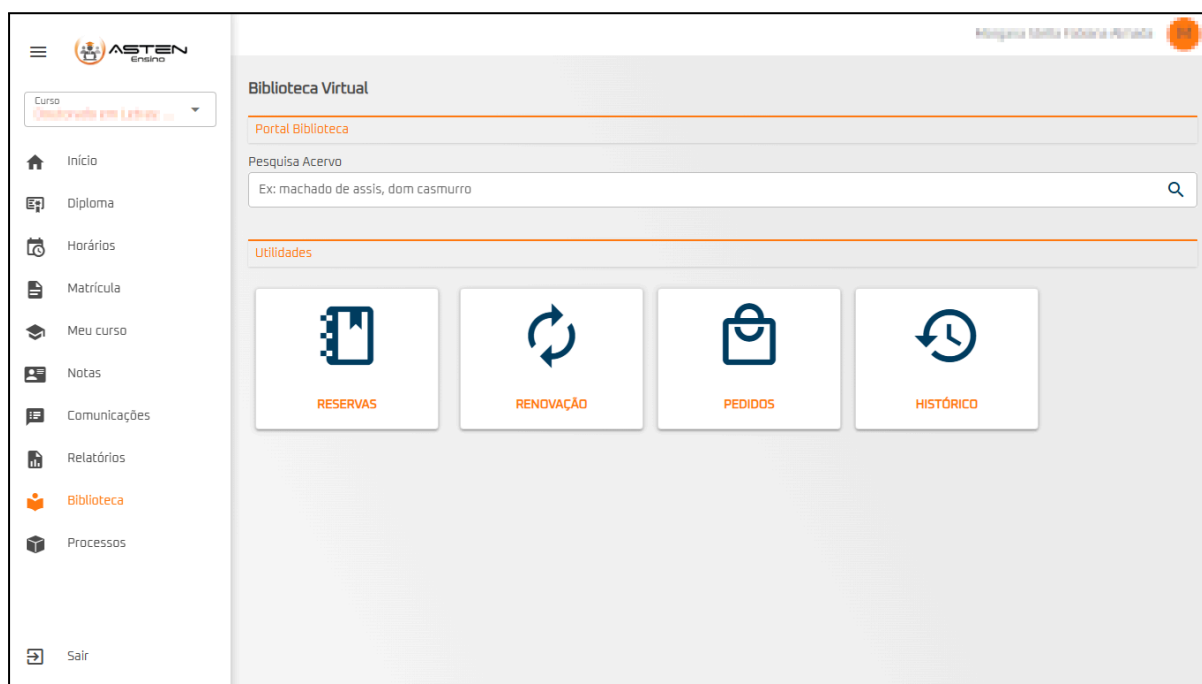 ASTEN
Ensino
Curso
Início
Diploma
Horários
Matrícula
Meu curso
Notas
Comunicações
Relatórios
Biblioteca
Processos
Sair
Biblioteca Virtual
Portal Biblioteca
Pesquisa Acervo
Ex: machado de assis, dom casmurro
Utilidades
RESERVAS
RENOVAÇÃO
PEDIDOS
HISTÓRICO